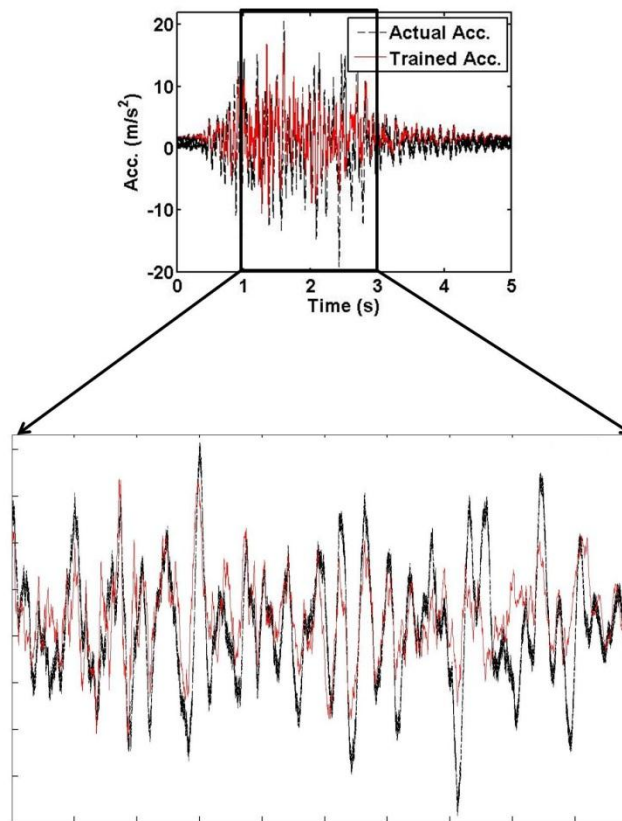 20
10
0
-10
-20
Acc. (m/s²)
Actual Acc.
Trained Acc.
0 1 2 3 4 5
Time (s)